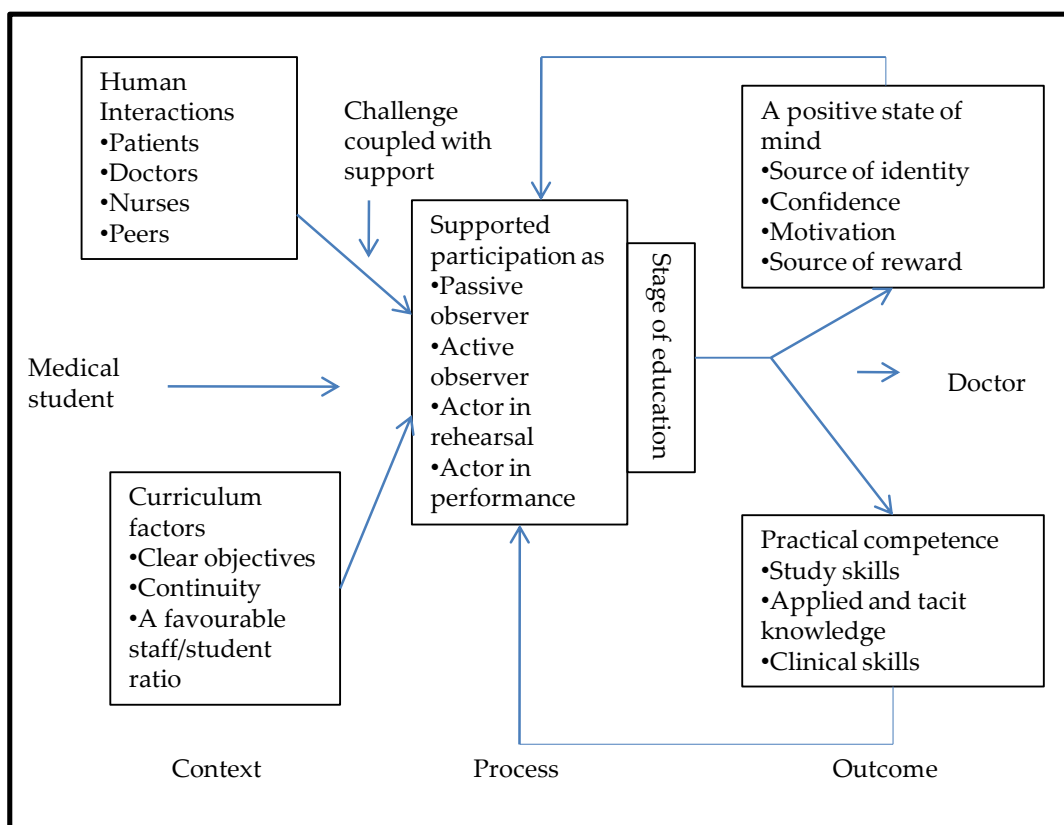 Human
Interactions
•Patients
•Doctors
•Nurses
•Peers
Challenge
coupled with
support
A positive state of
mind
•Source of identity
•Confidence
•Motivation
•Source of reward
Supported
participation as
•Passive
observer
•Active
observer
•Actor in
rehearsal
•Actor in
performance
Stage of education
Medical
student
Doctor
Curriculum
factors
•Clear objectives
•Continuity
•A favourable
staff/student
ratio
Practical competence
•Study skills
•Applied and tacit
knowledge
•Clinical skills
Context
Process
Outcome